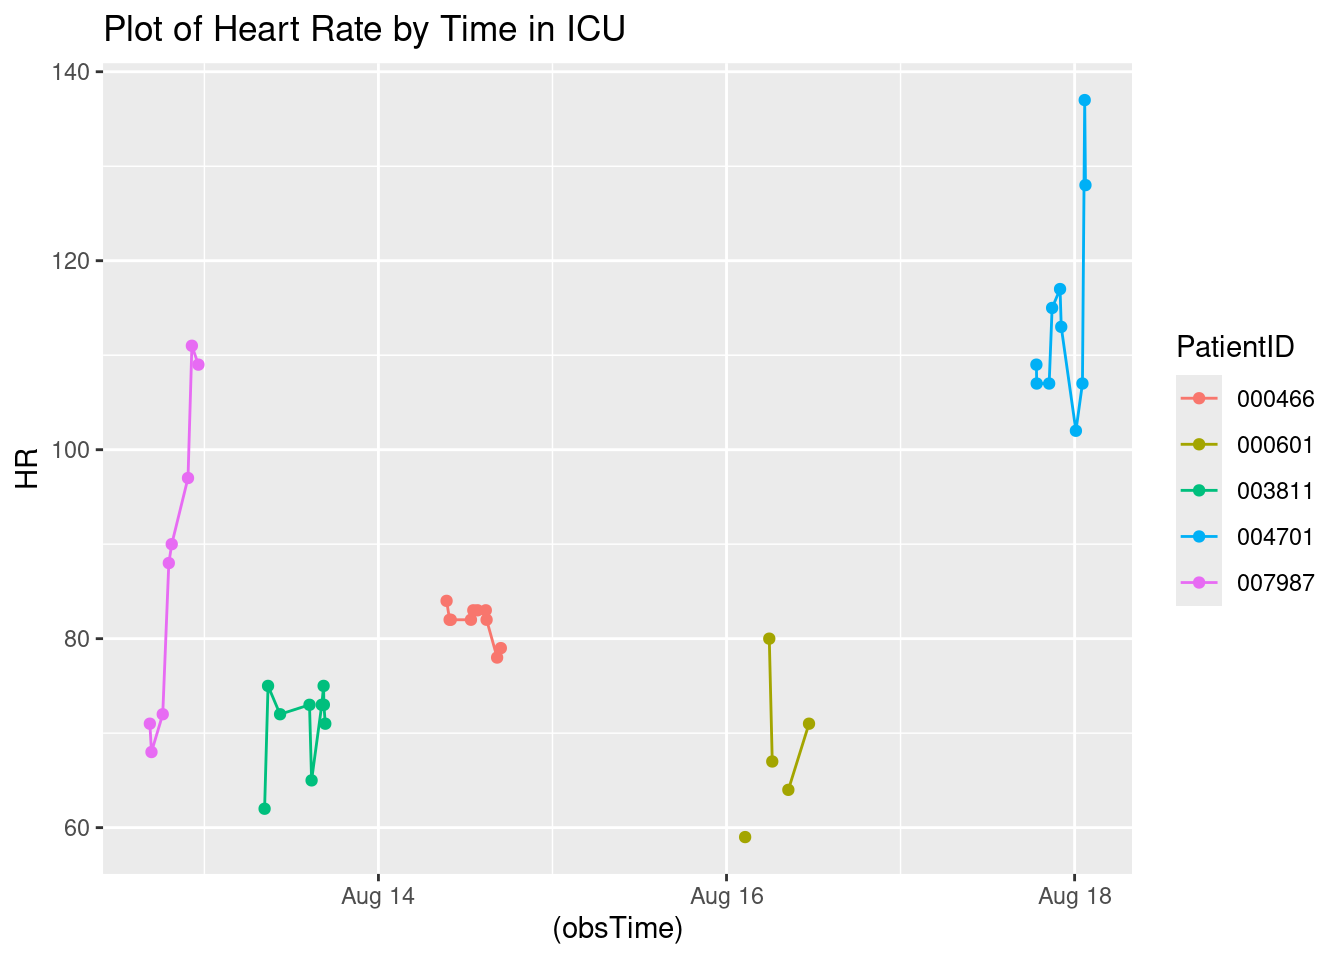 Plot of Heart Rate by Time in ICU
140
120
100
80
60
HR
Aug 14
Aug 16
Aug 18
(obsTime)
PatientID
000466
000601
003811
004701
007987